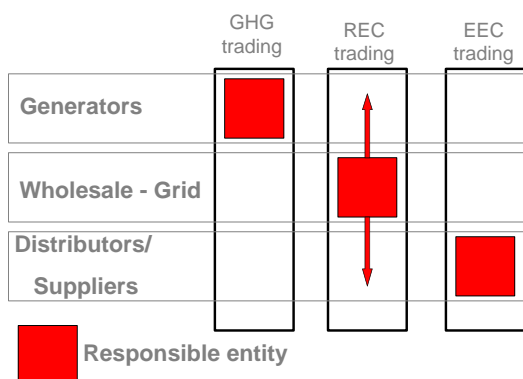 GHG
trading
REC
trading
EEC
trading
Generators
Wholesale - Grid
Distributors/
Suppliers
Responsible entity